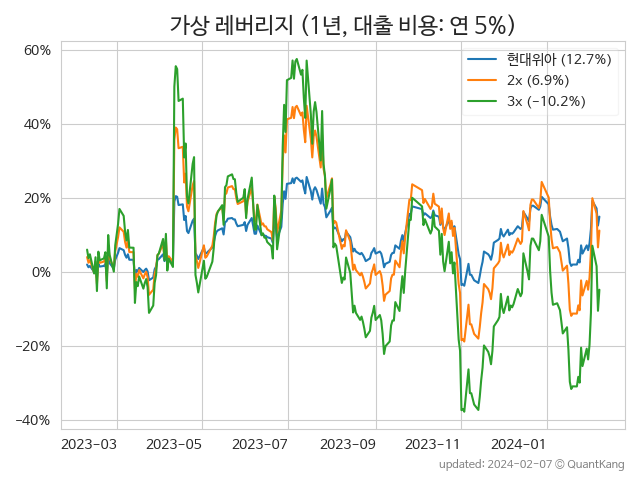 가상 레버리지 (1년, 대출 비용: 연 5%)
60%
40%
20%
0%
−20%
−40%
현대위아 (12.7%)
2x (6.9%)
3x (−10.2%)
2023-03
2023-05
2023-07
2023-09
2023-11
2024-01
updated: 2024-02-07 © QuantKang